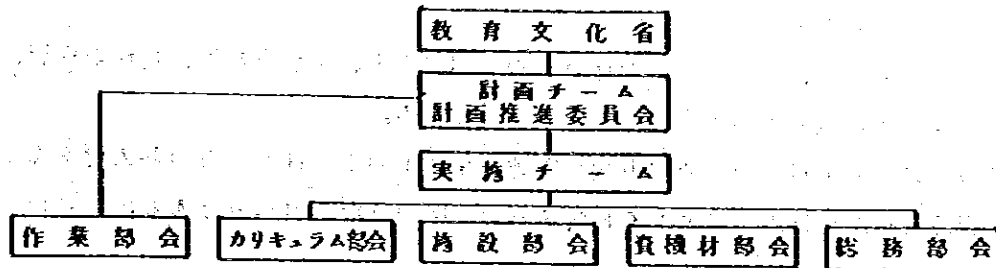 教育文化省
計画チーム
計画推進委員会
実施チーム
作業部会
カリキュラム部会
施設部会
資機材部会
総務部会